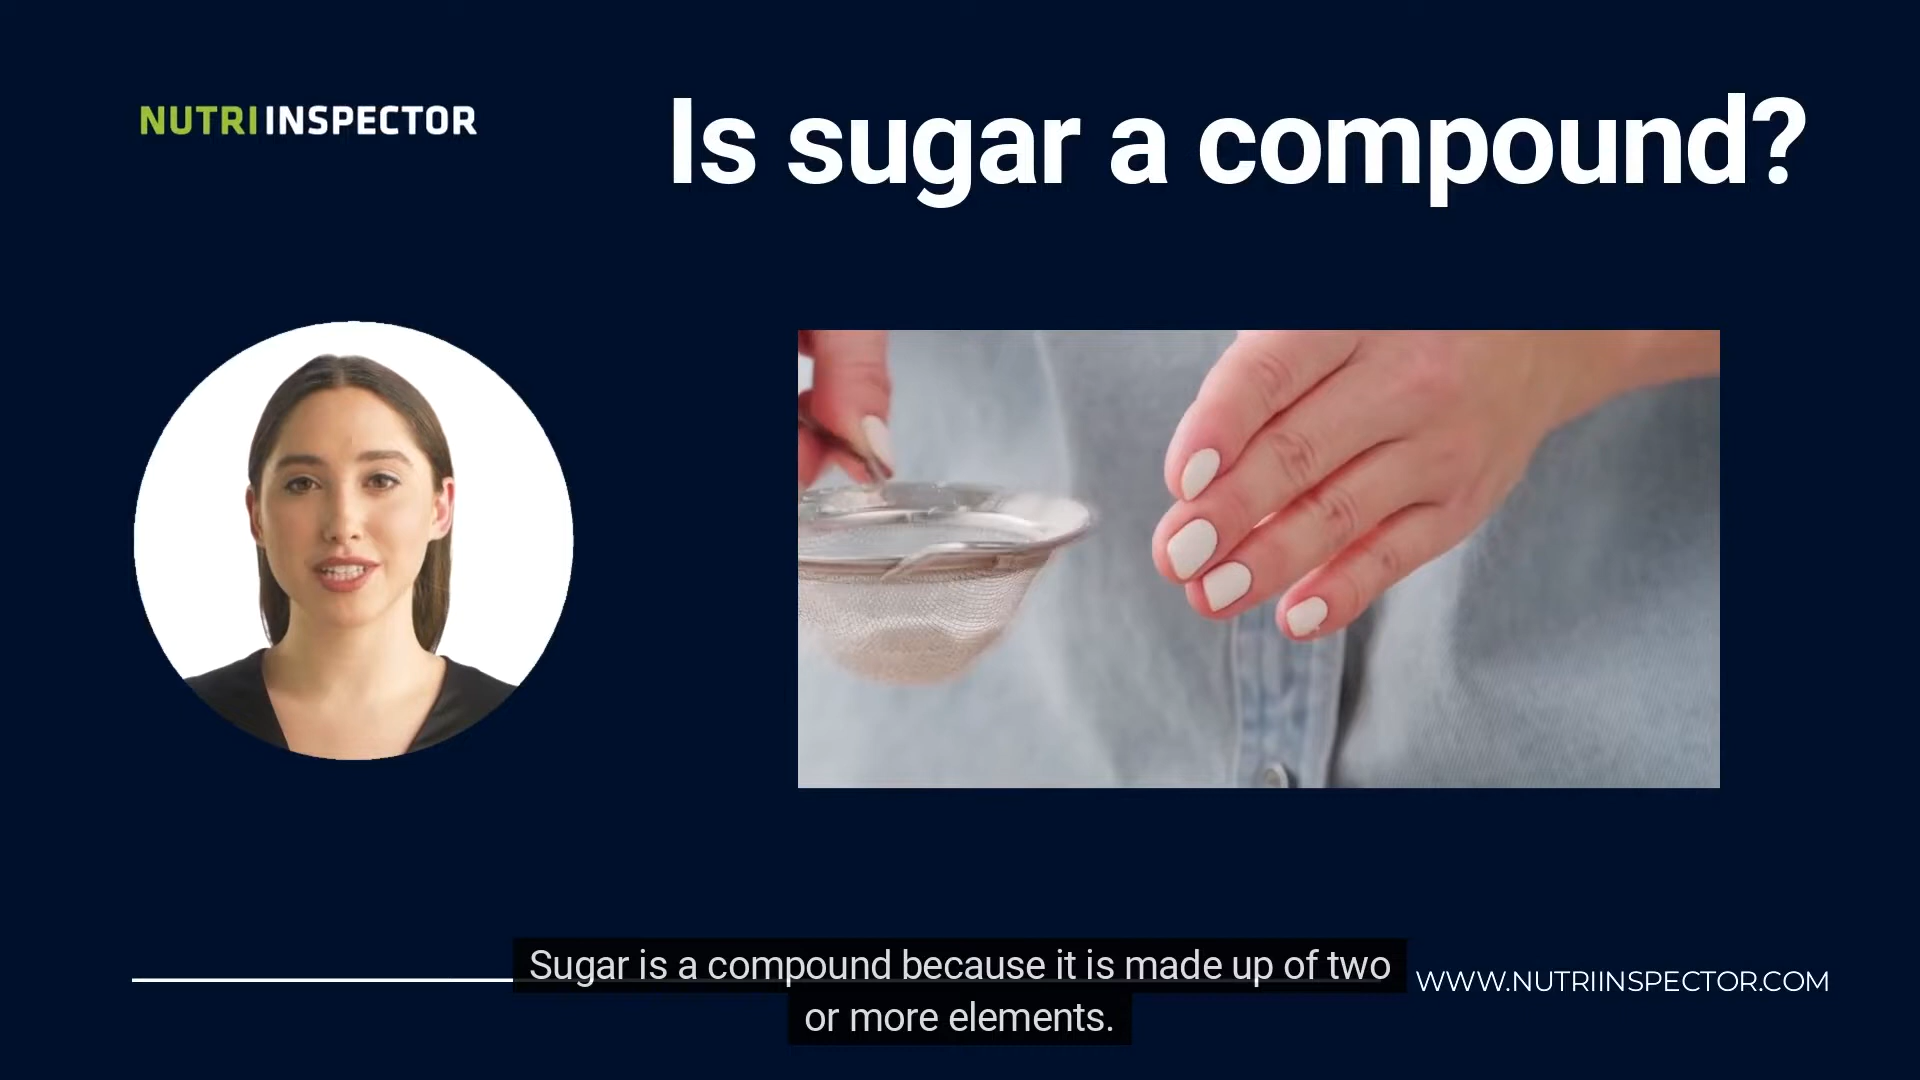 NUTRIINSPECTOR
Is sugar a compound?
Sugar is a compound because it is made up of two
or more elements.
WWW.NUTRIINSPECTOR.COM